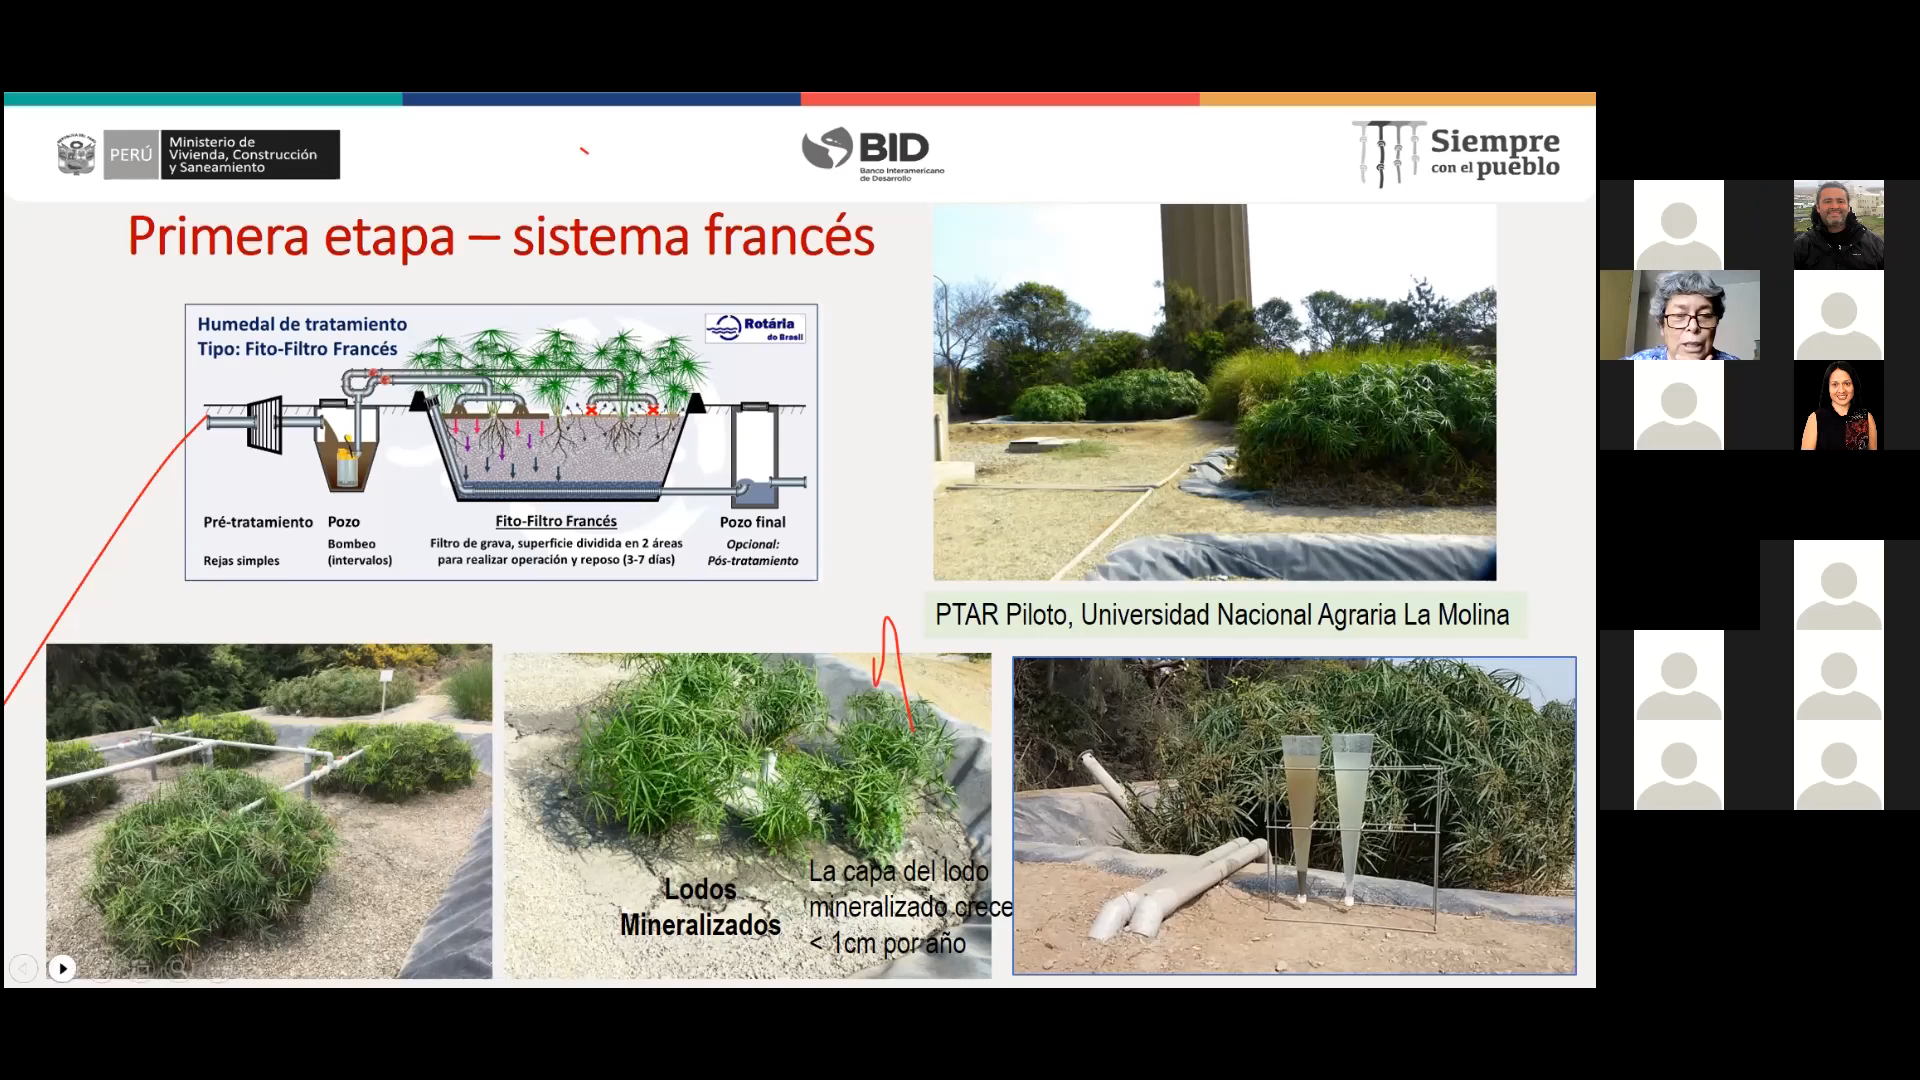 PERÚ
Ministerio de
Vivienda, Construcción
y Saneamiento
BID
Banco Interamericano
de Desarrollo
Siempre
con el pueblo
Primera etapa – sistema francés
Humedal de tratamiento
Tipo: Fito-Filtro Francés
Rotária
do Brasil
Pré-tratamiento
Rejas simples
Pozo
Bombeo
(intervalos)
Fito-Filtro Francés
Filtro de grava, superficie dividida en 2 áreas
para realizar operación y reposo (3-7 días)
Pozo final
Opcional:
Pós-tratamiento
PTAR Piloto, Universidad Nacional Agraria La Molina
Lodos
Mineralizados
La capa del lodo
mineralizado crece
< 1cm por año